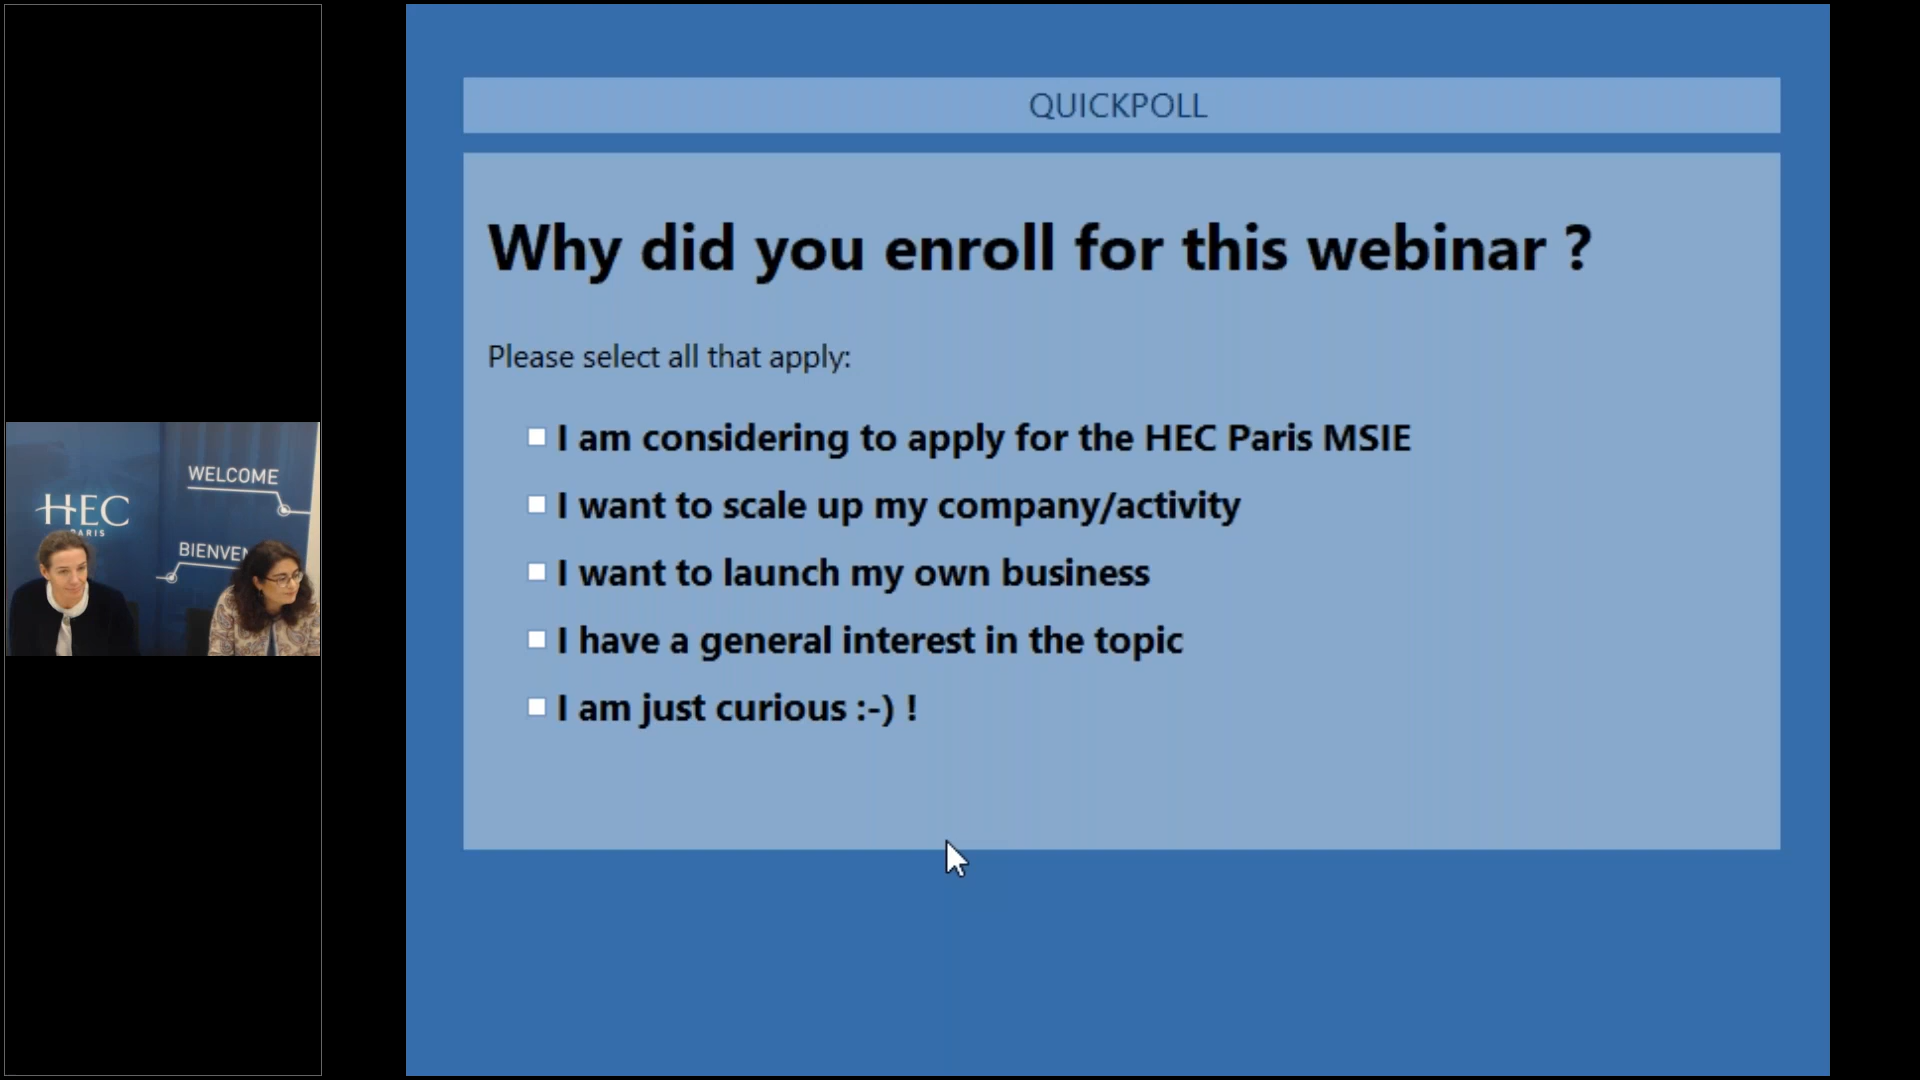 QUICKPOLL
Why did you enroll for this webinar ?
Please select all that apply:
I am considering to apply for the HEC Paris MSIE
I want to scale up my company/activity
I want to launch my own business
I have a general interest in the topic
I am just curious :-) !
WELCOME
HEC
PARIS
BIENVEN